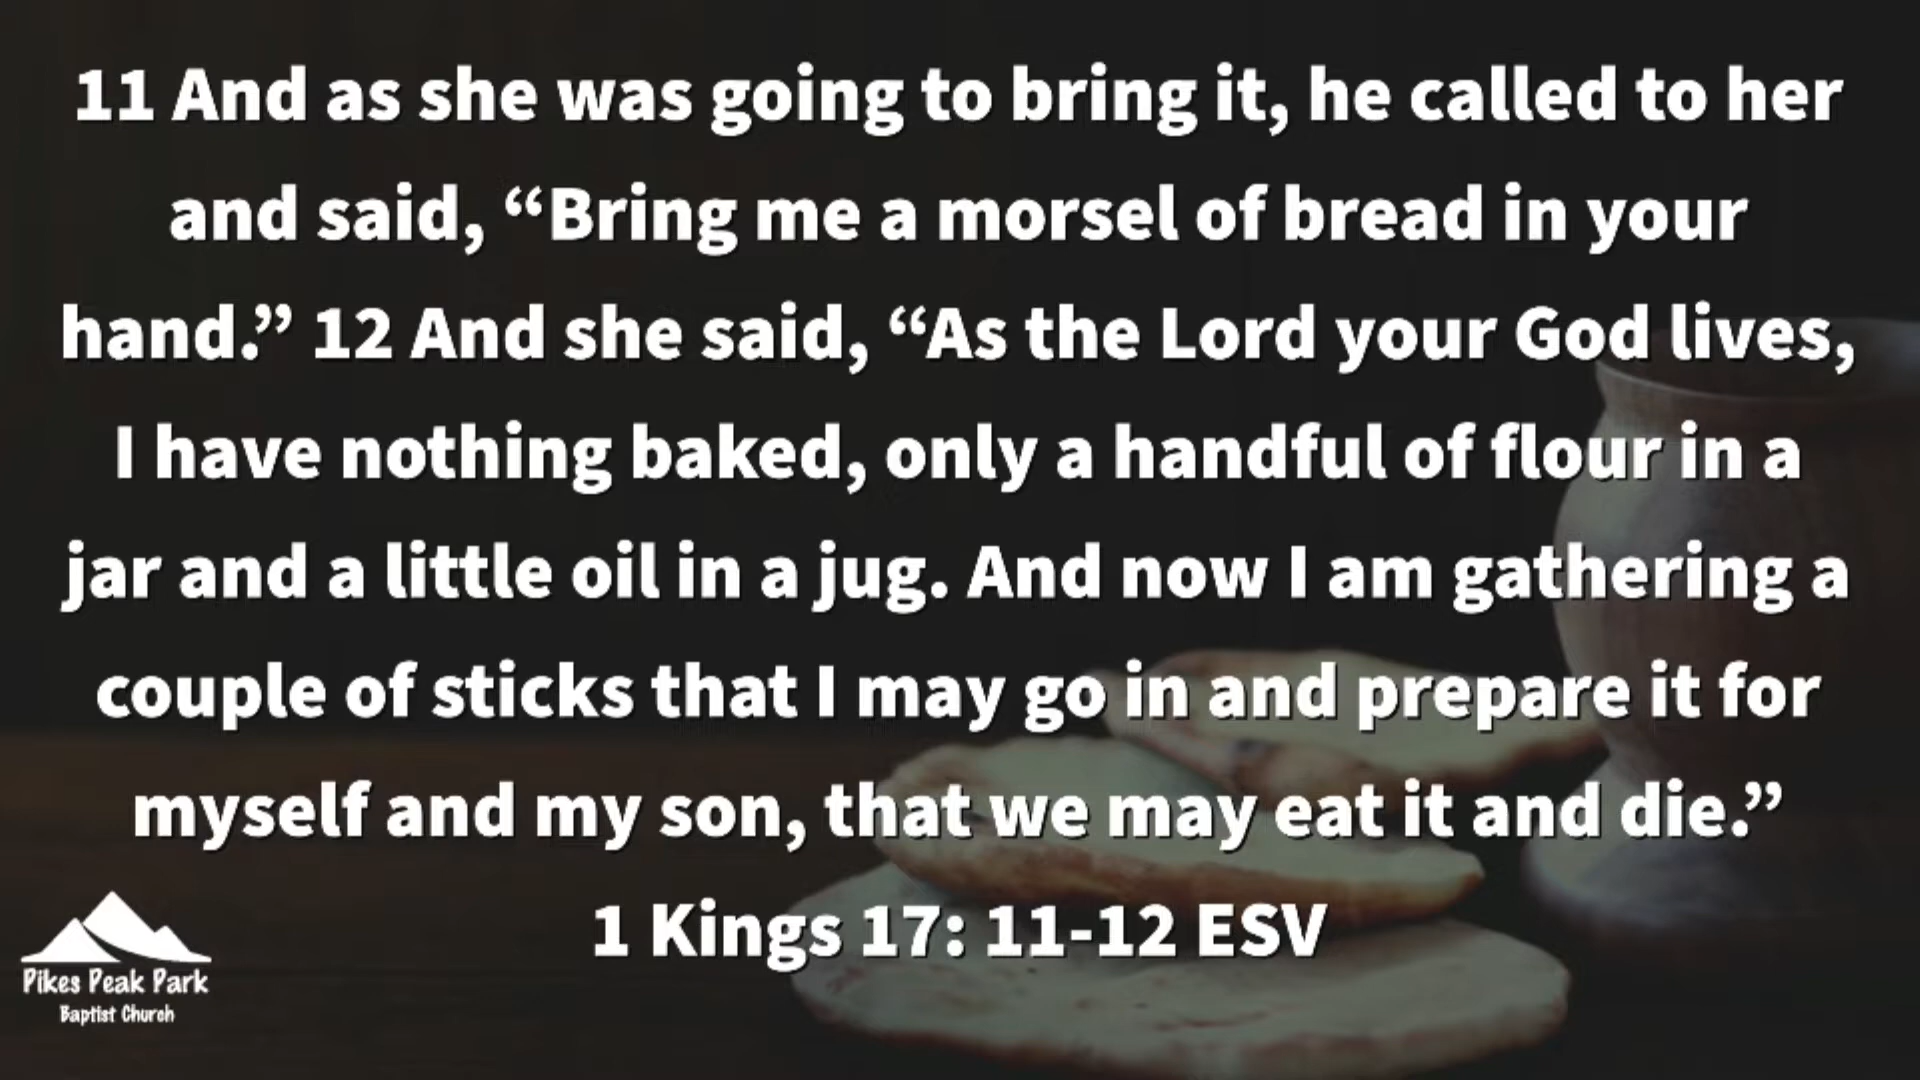 11 And as she was going to bring it, he called to her
and said, “Bring me a morsel of bread in your
hand.” 12 And she said, “As the Lord your God lives,
I have nothing baked, only a handful of flour in a
jar and a little oil in a jug. And now I am gathering a
couple of sticks that I may go in and prepare it for
myself and my son, that we may eat it and die.”
1 Kings 17: 11-12 ESV
Pikes Peak Park
Baptist Church